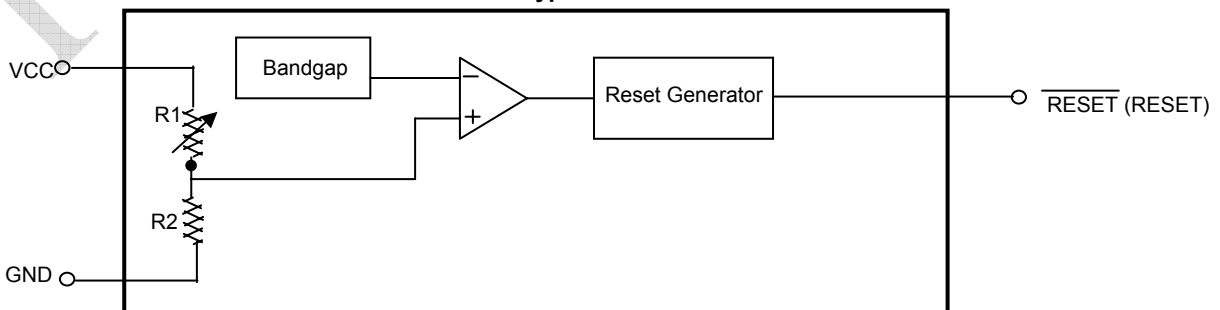 VCC
Bandgap
−
Reset Generator
RESET (RESET)
R1
+
R2
GND